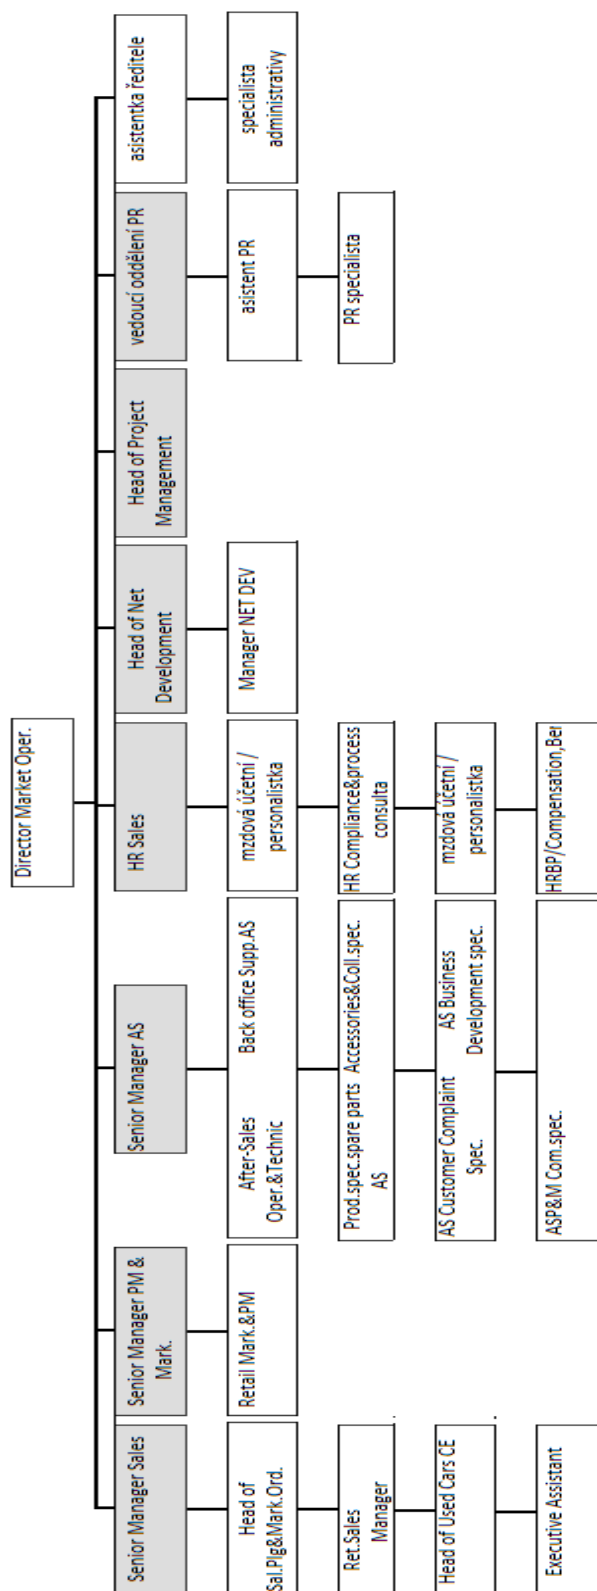 Director Market Oper.
Senior Manager Sales
Senior Manager PM &
Mark.
Senior Manager AS
HR Sales
Head of Net
Development
Head of Project
Management
vedoucí oddělení PR
asistentka ředitele
Head of
Sal.Plg&Mark.Ord.
Retail Mark.&PM
After-Sales
Oper.&Technic
Back office Supp.AS
mzdová účetní /
personalistka
Manager NET DEV
asistent PR
specialista
administrativy
Ret.Sales
Manager
Prod.spec.spare parts
AS
Accessories&Coll.spec.
HR Compliance&process
consulta
PR specialista
Head of Used Cars CE
AS Customer Complaint
Spec.
AS Business
Development spec.
mzdová účetní /
personalistka
Executive Assistant
ASP&M Com.spec.
HRBP/Compensation,Ber